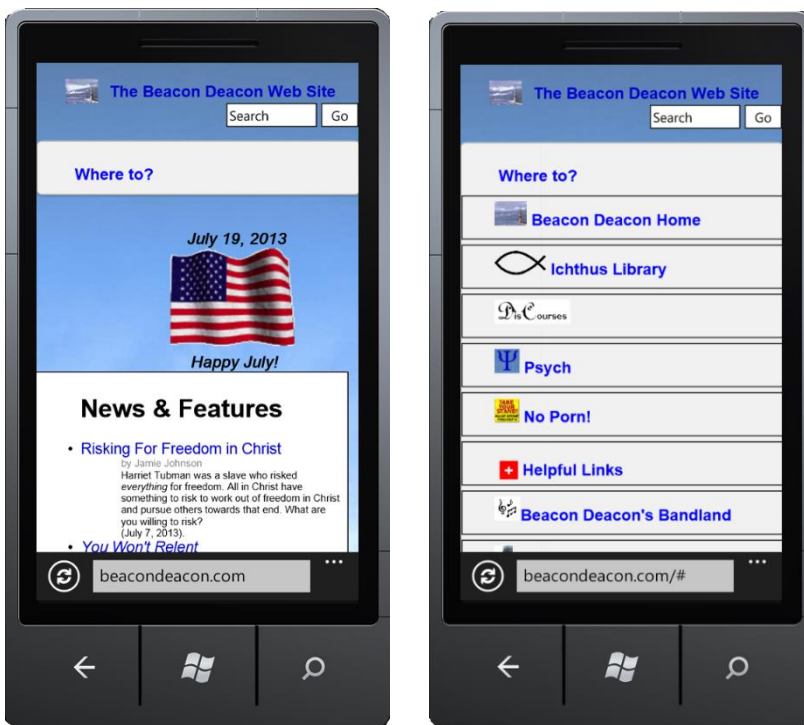 The Beacon Deacon Web Site
Search Go
Where to?
July 19, 2013
Happy July!
News & Features
• Risking For Freedom in Christ
by Jamie Johnson
Harriet Tubman was a slave who risked
everything for freedom. All in Christ have
something to risk to work out of freedom in Christ
and pursue others towards that end. What are
you willing to risk?
(July 7, 2013).
• You Won't Relent
beacondeacon.com
The Beacon Deacon Web Site
Search Go
Where to?
Beacon Deacon Home
Ichthus Library
DisCourses
Ψ Psych
TAKE YOUR STAND!
No Porn!
Helpful Links
Beacon Deacon's Bandland
beacondeacon.com/#